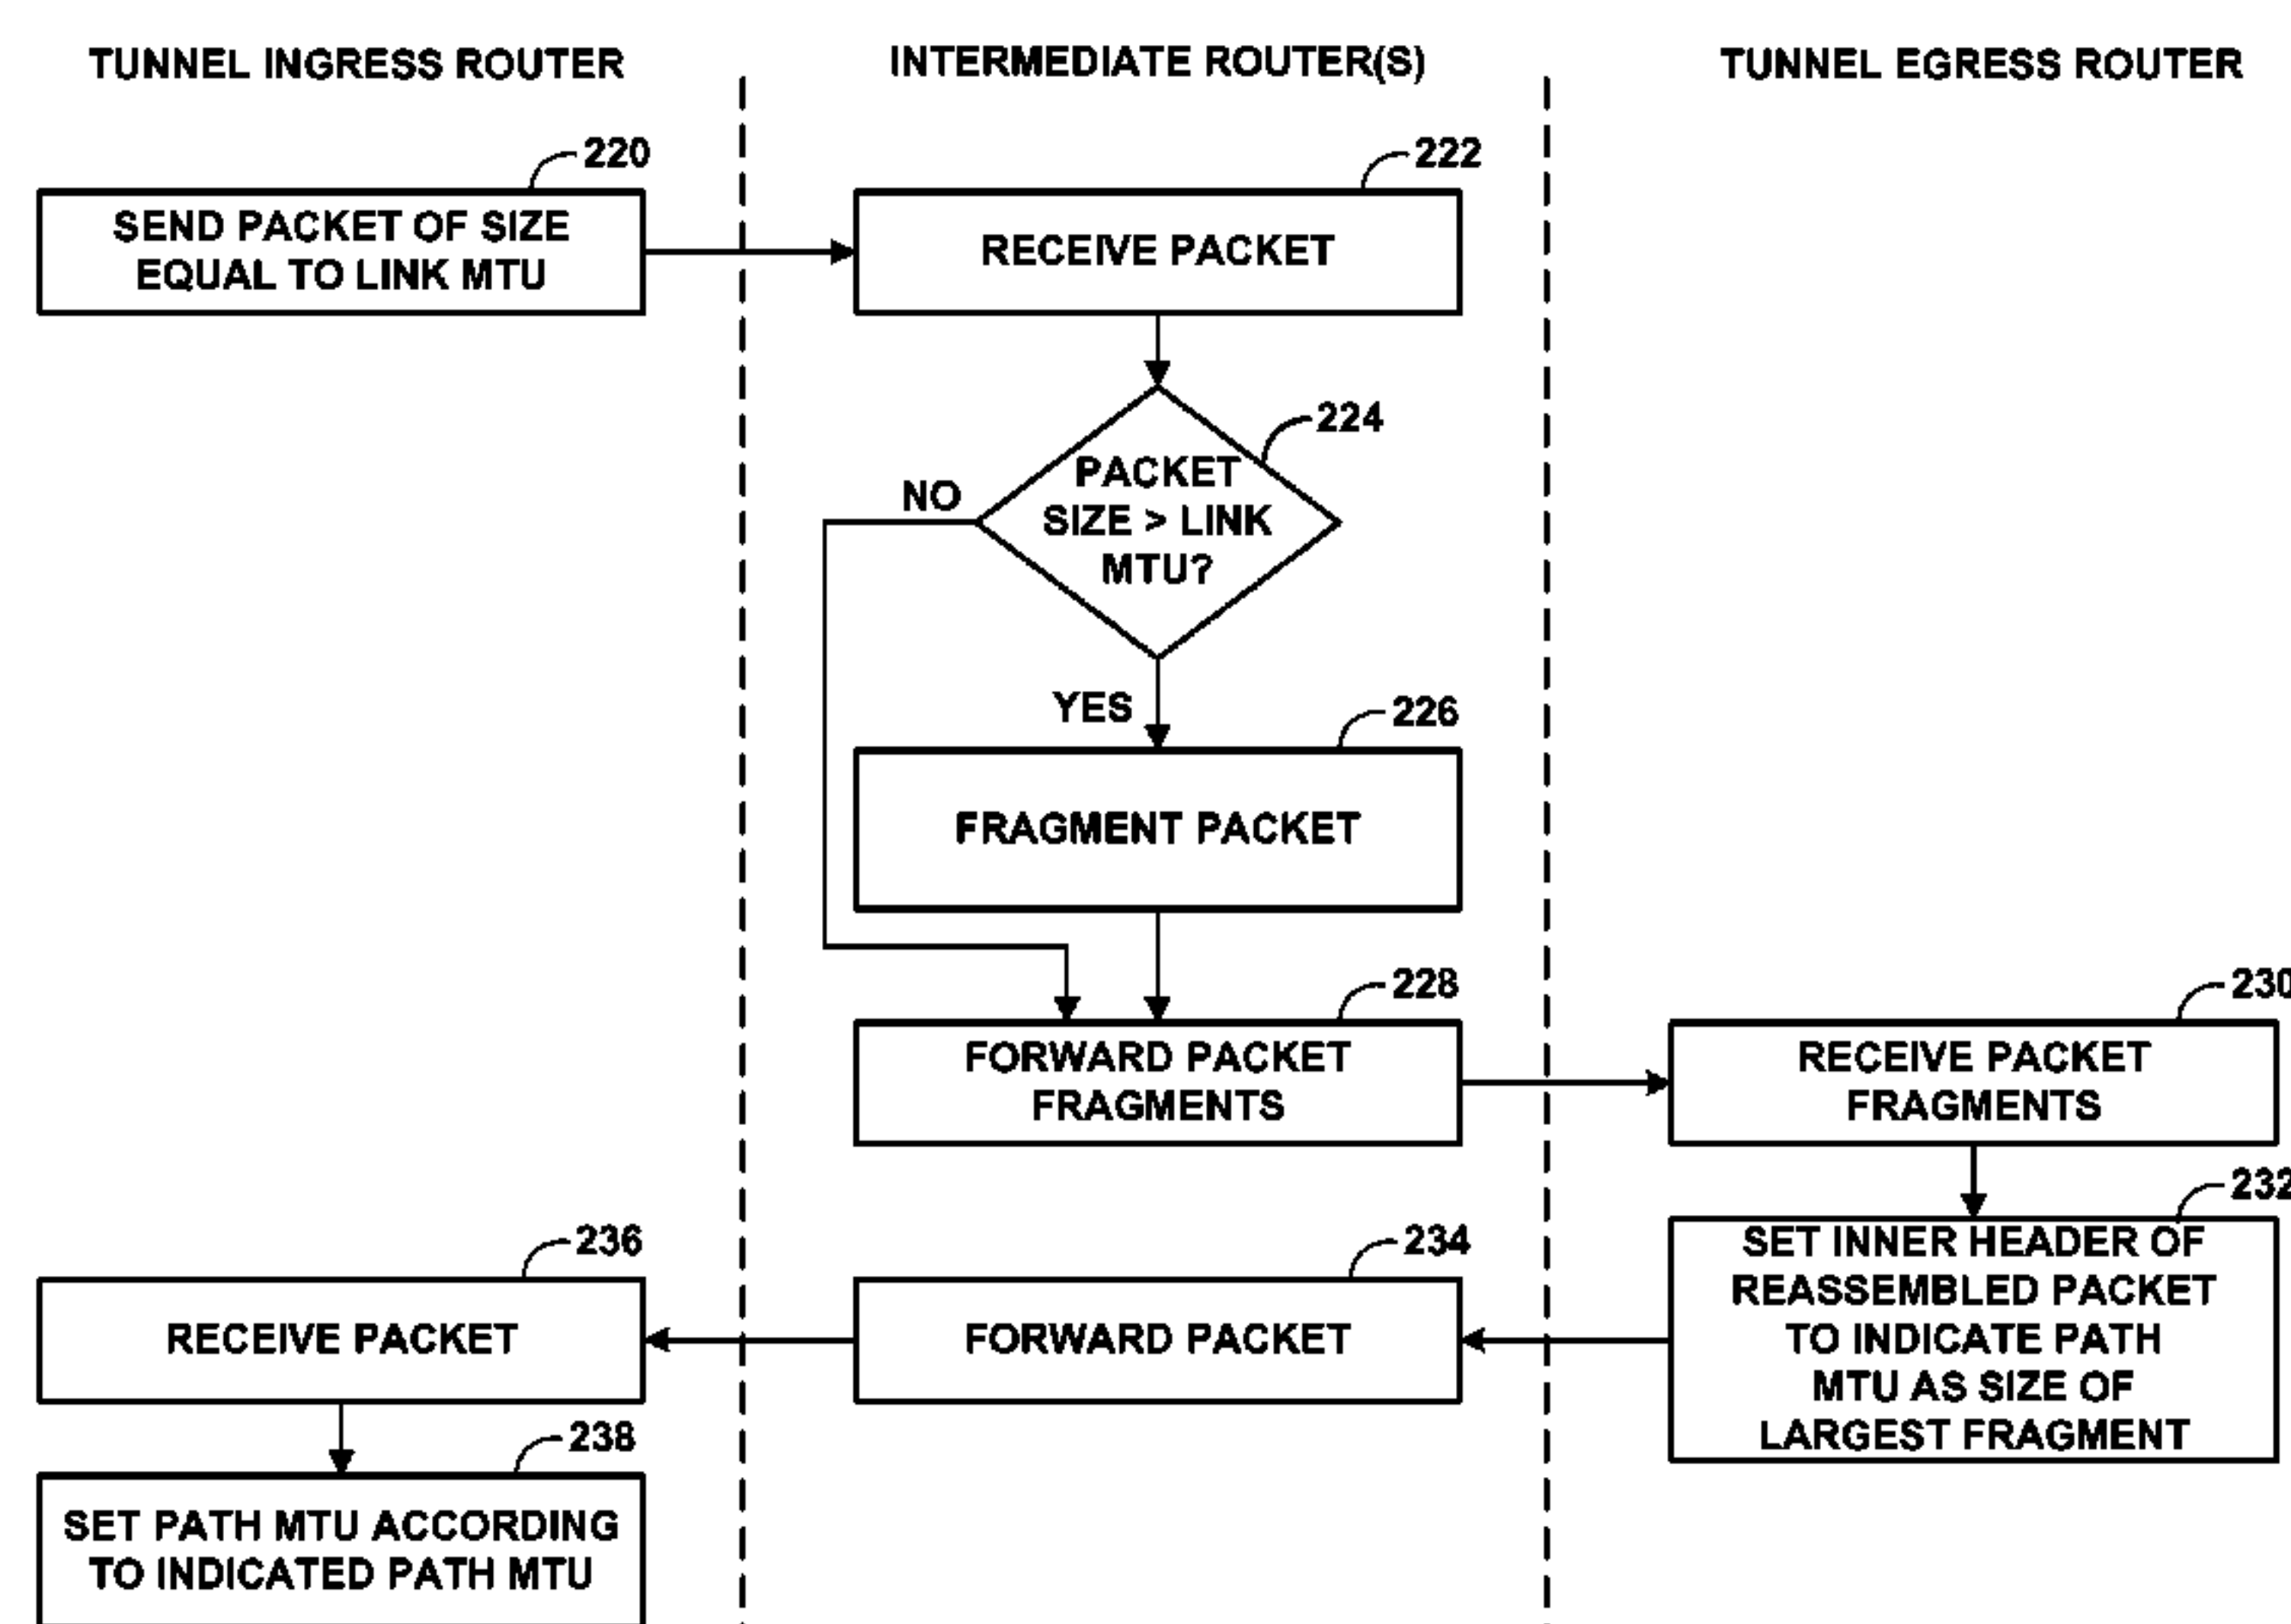 TUNNEL INGRESS ROUTER
INTERMEDIATE ROUTER(S)
TUNNEL EGRESS ROUTER
220
SEND PACKET OF SIZE
EQUAL TO LINK MTU
222
RECEIVE PACKET
224
PACKET
SIZE > LINK
MTU?
NO
YES
226
FRAGMENT PACKET
228
FORWARD PACKET
FRAGMENTS
230
RECEIVE PACKET
FRAGMENTS
232
SET INNER HEADER OF
REASSEMBLED PACKET
TO INDICATE PATH
MTU AS SIZE OF
LARGEST FRAGMENT
234
FORWARD PACKET
236
RECEIVE PACKET
238
SET PATH MTU ACCORDING
TO INDICATED PATH MTU